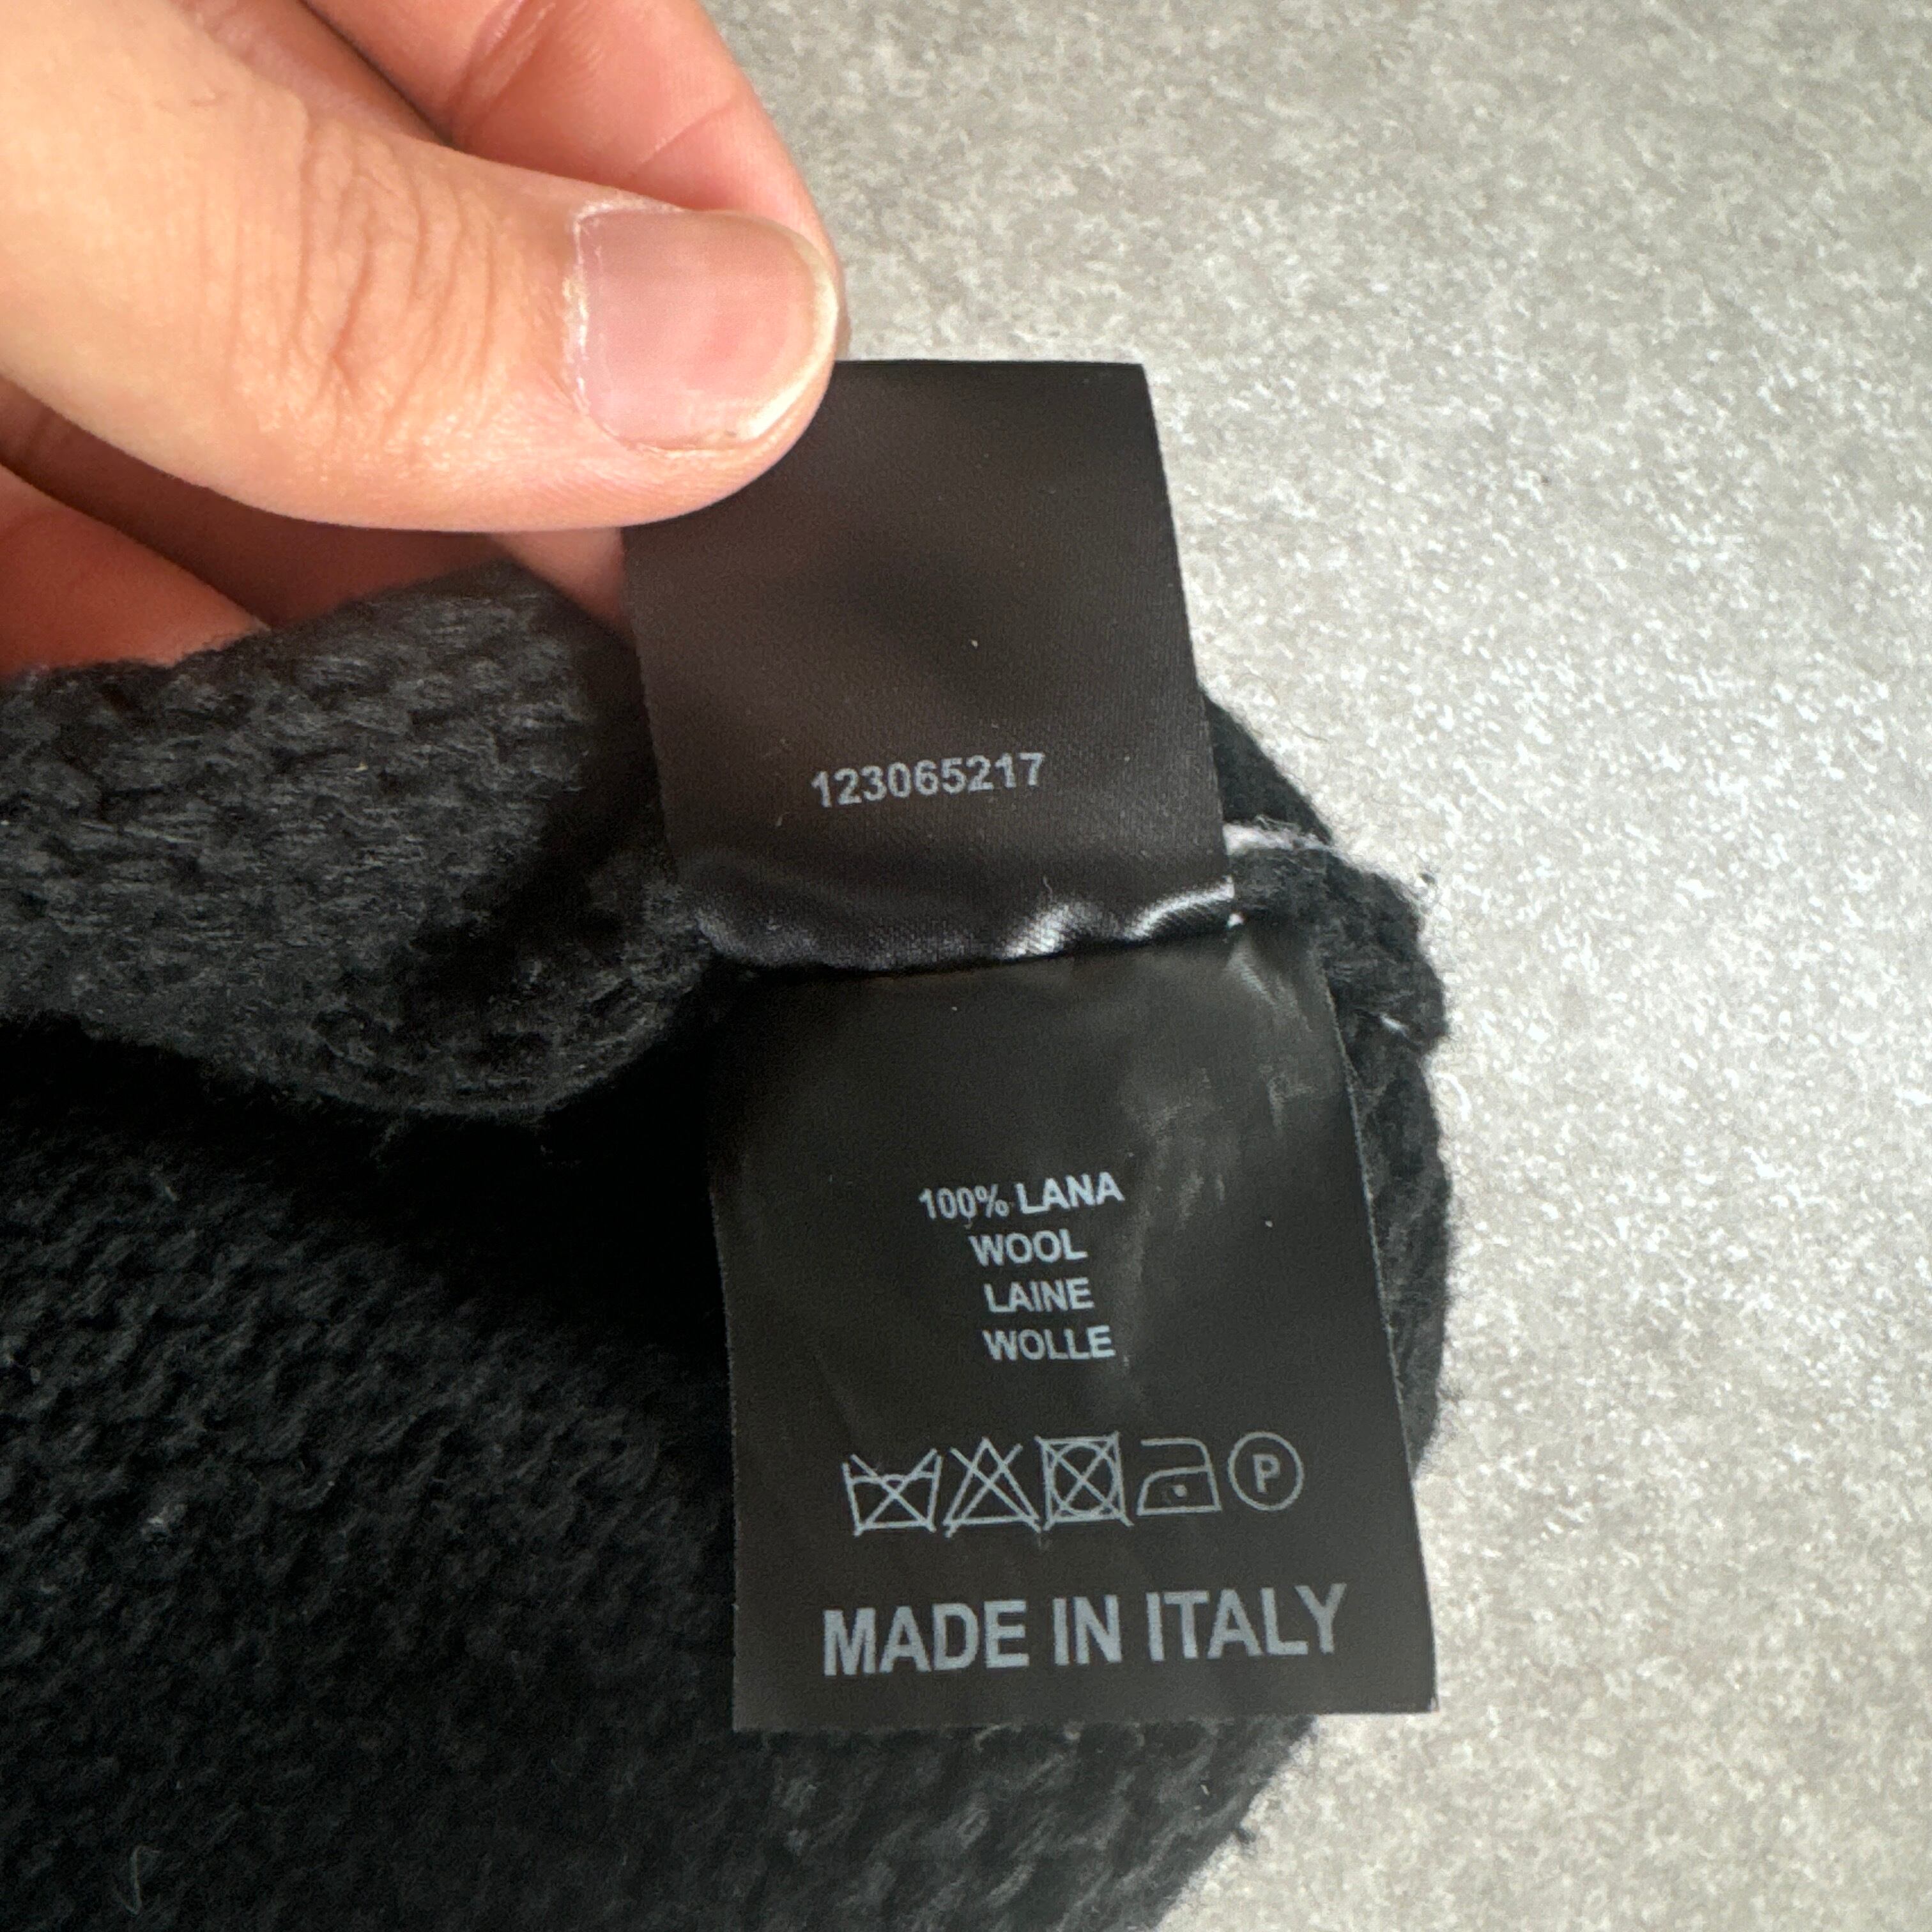 123065217
100% LANA
WOOL
LAINE
WOLLE
P
MADE IN ITALY